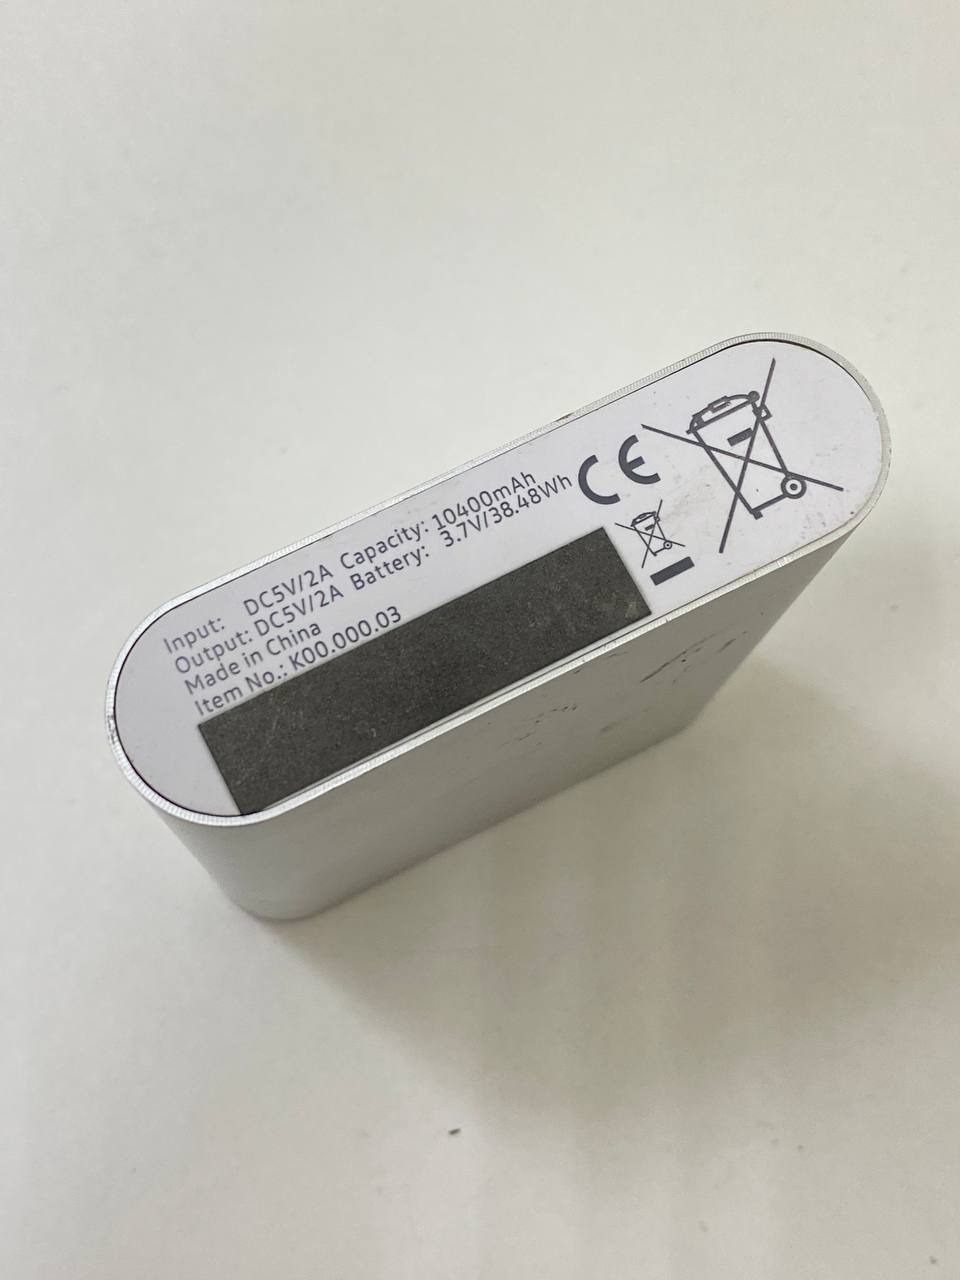 Input: DC5V/2A Capacity: 10400mAh
Output: DC5V/2A Battery: 3.7V/38.48Wh
Made in China
Item No.: K00.000.03
CE